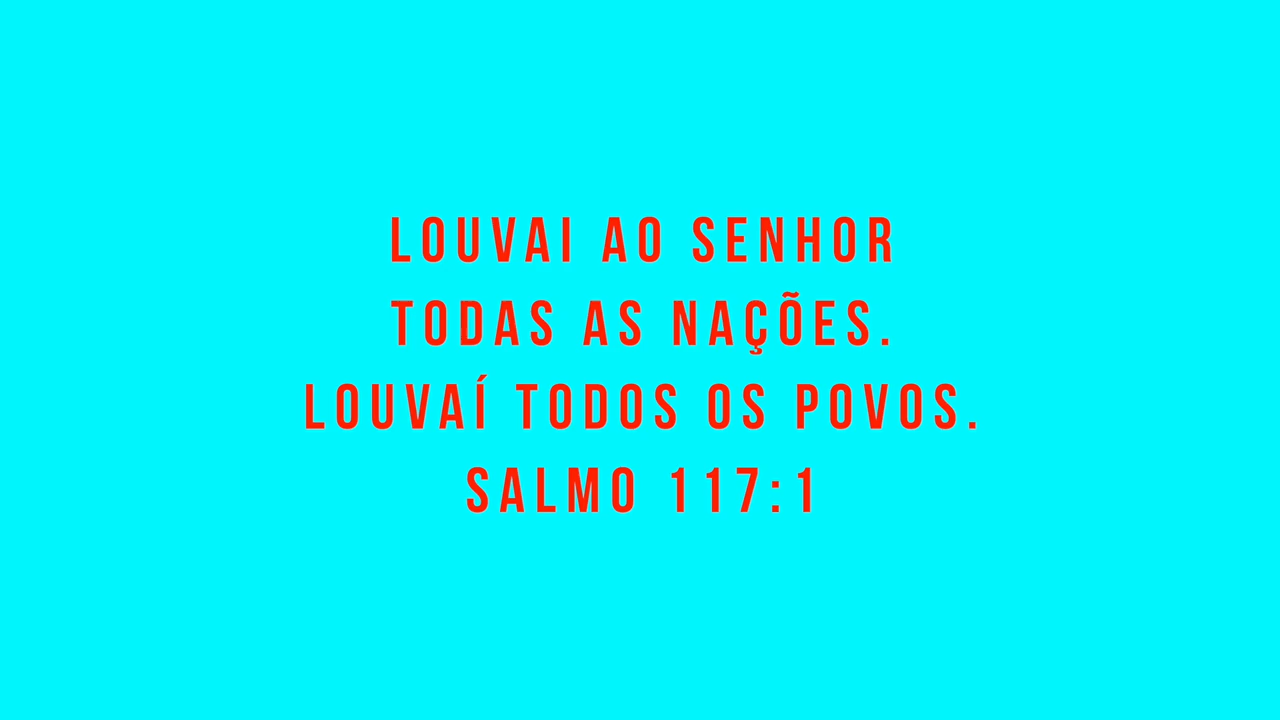 LOUVAI AO SENHOR
TODAS AS NAÇÕES.
LOUVAÍ TODOS OS POVOS.
SALMO 117:1